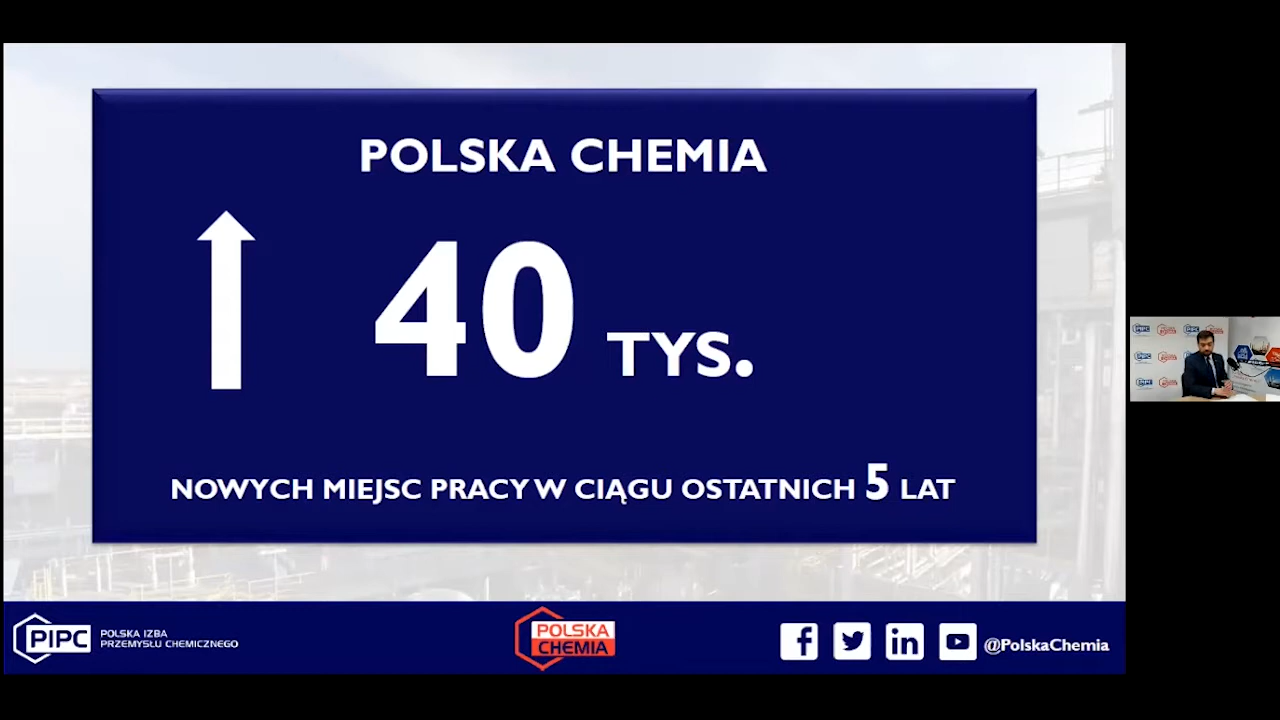 POLSKA CHEMIA
40 TYS.
NOWYCH MIEJSC PRACY W CIĄGU OSTATNICH 5 LAT
PIPC
POLSKA IZBA
PRZEMYSŁU CHEMICZNEGO
POLSKA
CHEMIA
@PolskaChemia